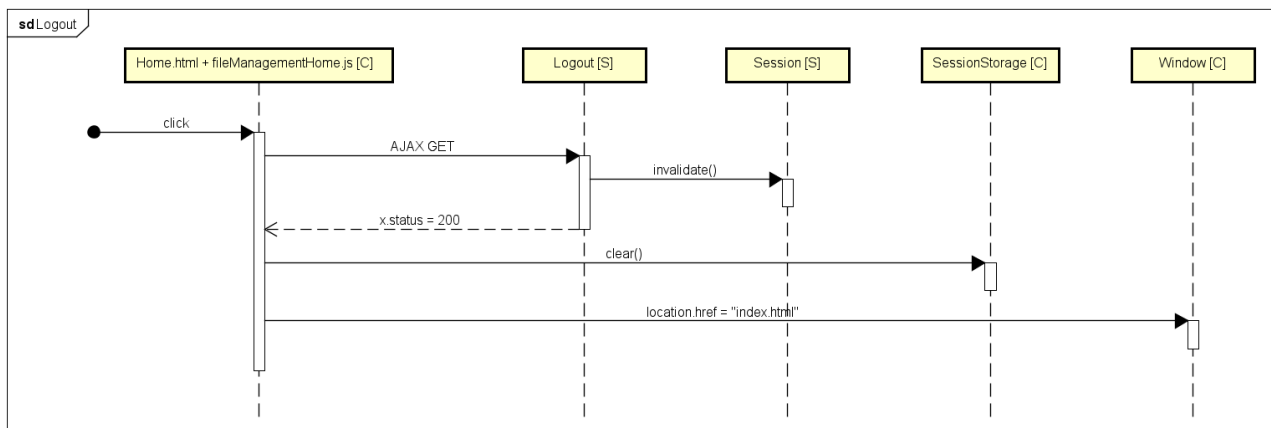 sd Logout
Home.html + fileManagementHome.js [C]
Logout [S]
Session [S]
SessionStorage [C]
Window [C]
click
AJAX GET
invalidate()
x.status = 200
clear()
location.href = "index.html"